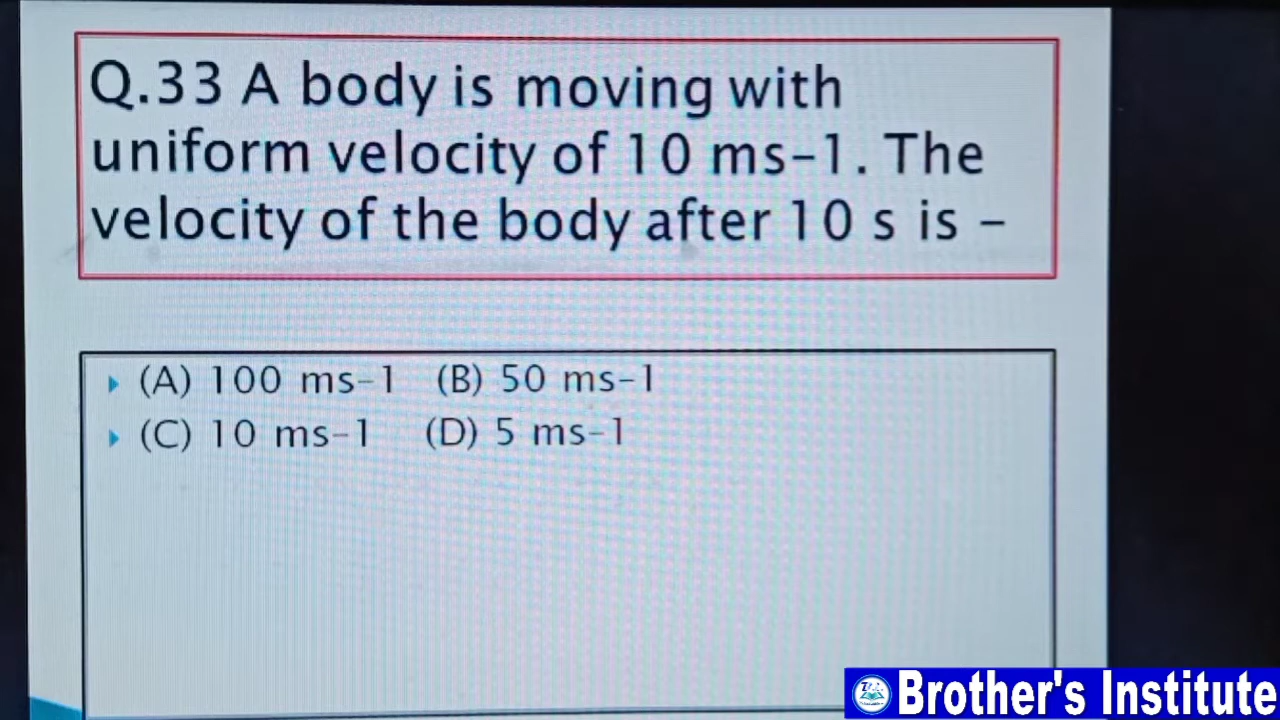 Q.33 A body is moving with
uniform velocity of 10 ms-1. The
velocity of the body after 10 s is -
(A) 100 ms-1 (B) 50 ms-1
(C) 10 ms-1 (D) 5 ms-1
Brother's Institute